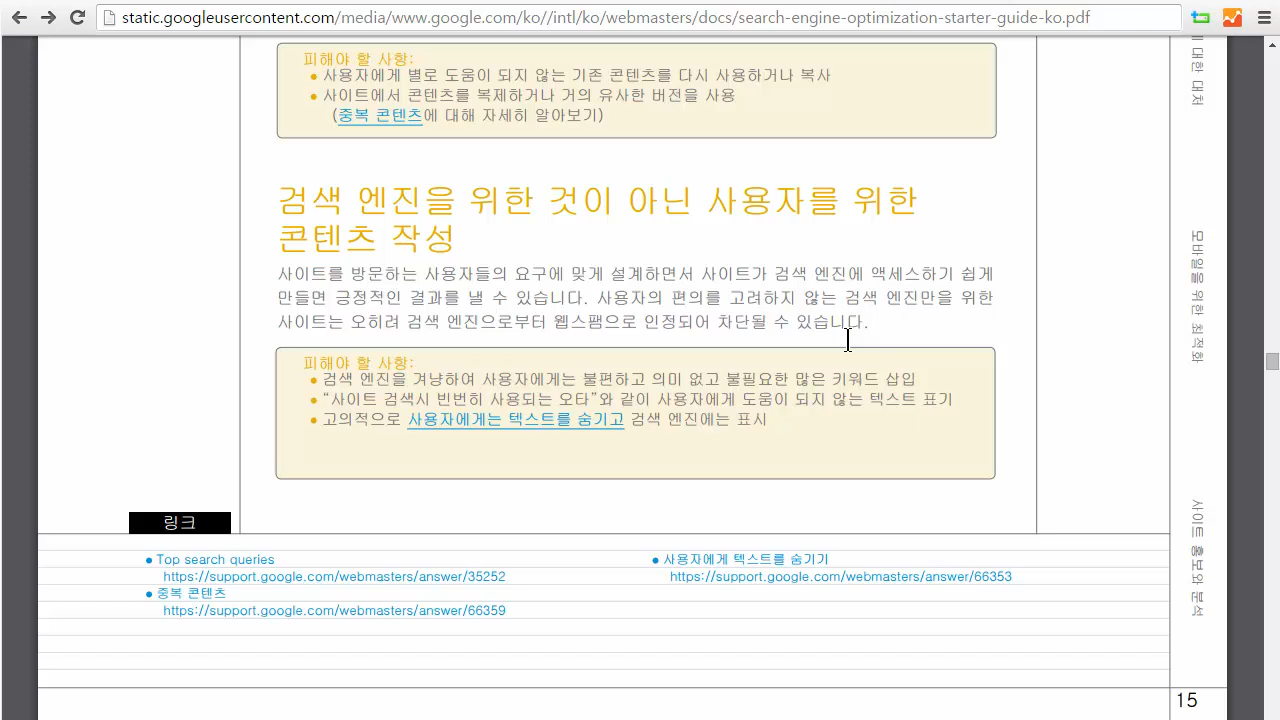 static.googleusercontent.com/media/www.google.com/ko//intl/ko/webmasters/docs/search-engine-optimization-starter-guide-ko.pdf
피해야 할 사항:
● 사용자에게 별로 도움이 되지 않는 기존 콘텐츠를 다시 사용하거나 복사
● 사이트에서 콘텐츠를 복제하거나 거의 유사한 버전을 사용
(중복 콘텐츠에 대해 자세히 알아보기)
검색 엔진을 위한 것이 아닌 사용자를 위한
콘텐츠 작성
사이트를 방문하는 사용자들의 요구에 맞게 설계하면서 사이트가 검색 엔진에 액세스하기 쉽게
만들면 긍정적인 결과를 낼 수 있습니다. 사용자의 편의를 고려하지 않는 검색 엔진만을 위한
사이트는 오히려 검색 엔진으로부터 웹스팸으로 인정되어 차단될 수 있습니다.
피해야 할 사항:
● 검색 엔진을 겨냥하여 사용자에게는 불편하고 의미 없고 불필요한 많은 키워드 삽입
● “사이트 검색시 빈번히 사용되는 오타”와 같이 사용자에게 도움이 되지 않는 텍스트 표기
● 고의적으로 사용자에게는 텍스트를 숨기고 검색 엔진에는 표시
링크
● Top search queries
https://support.google.com/webmasters/answer/35252
● 중복 콘텐츠
https://support.google.com/webmasters/answer/66359
● 사용자에게 텍스트를 숨기기
https://support.google.com/webmasters/answer/66353
대한 대처
모바일을 위한 최적화
사이트 홍보와 분석
15